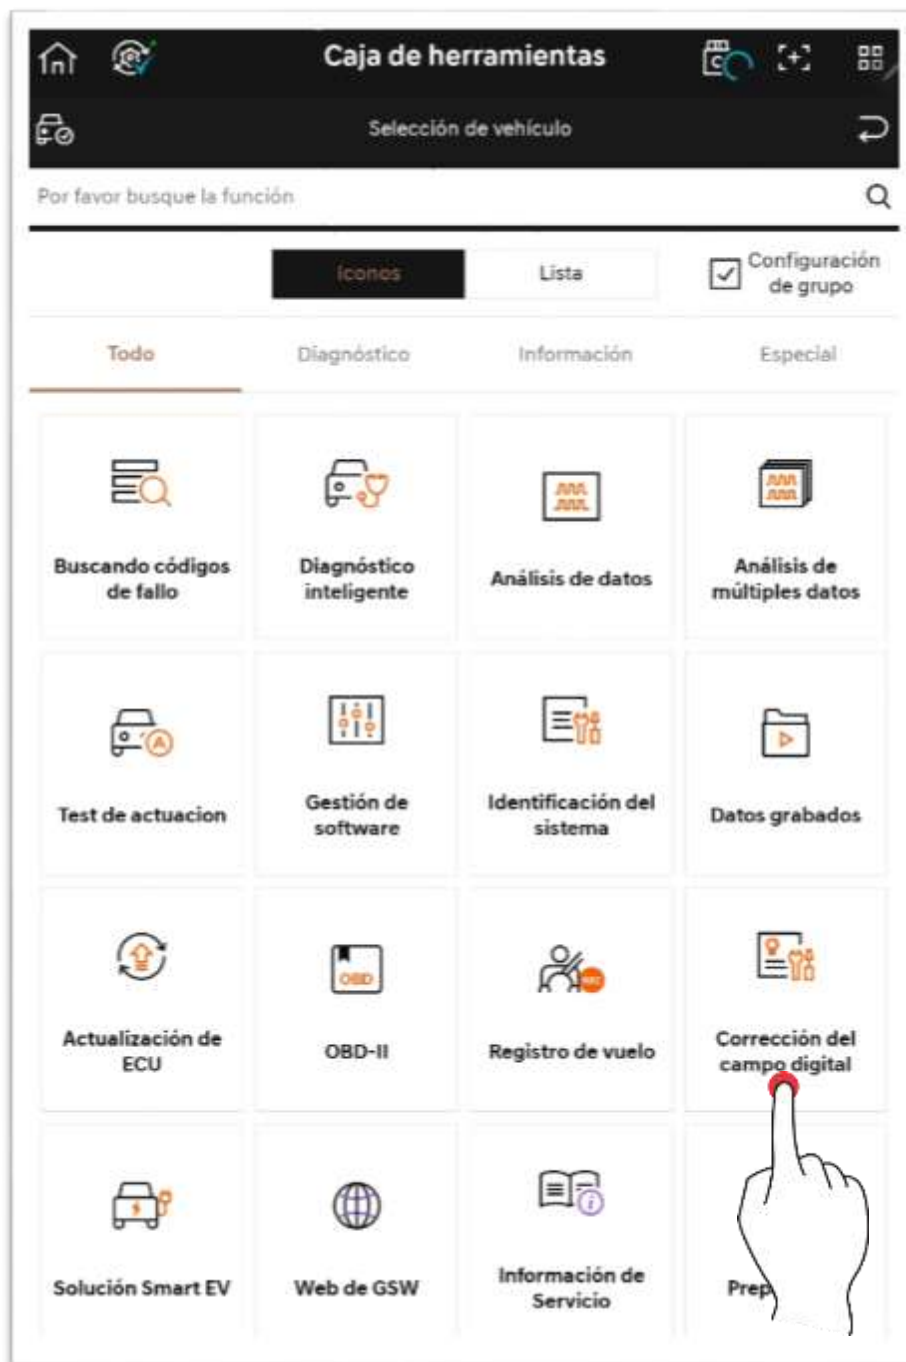 Caja de herramientas
Selección de vehículo
Por favor busque la función
Iconos
Lista
Configuración
de grupo
Todo
Diagnóstico
Información
Especial
Buscando códigos
de fallo
Diagnóstico
inteligente
Análisis de datos
Análisis de
múltiples datos
Test de actuacion
Gestión de
software
Identificación del
sistema
Datos grabados
Actualización de
ECU
OBD
OBD-II
Registro de vuelo
Corrección del
campo digital
Solución Smart EV
Web de GSW
Información de
Servicio